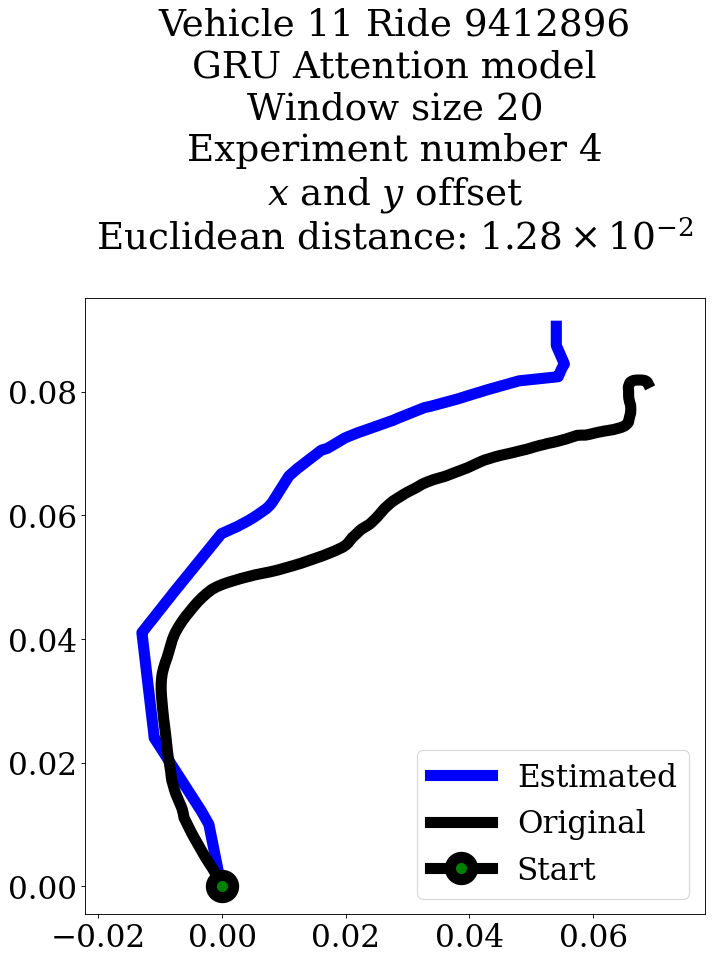 Vehicle 11 Ride 9412896
GRU Attention model
Window size 20
Experiment number 4
x and y offset
Euclidean distance: 1.28 × 10⁻²
0.08
0.06
0.04
0.02
0.00
−0.02 0.00 0.02 0.04 0.06
Estimated
Original
Start